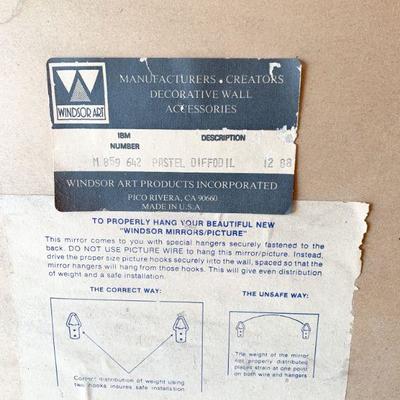 WINDSOR ART
MANUFACTURERS . CREATORS
DECORATIVE WALL
ACCESSORIES
IBM
NUMBER
DESCRIPTION
M 859 642 PASTEL DIFFODIL 12 88
WINDSOR ART PRODUCTS INCORPORATED
PICO RIVERA, CA 90660
MADE IN U.S.A.
TO PROPERLY HANG YOUR BEAUTIFUL NEW
"WINDSOR MIRRORS/PICTURE"
This mirror comes to you with special hangers securely fastened to the
back. DO NOT USE PICTURE WIRE to hang this mirror/picture. Instead,
drive the proper size picture hooks securely into the wall, spaced so that the
mirror hangers will hang from those hooks. This will give even distribution
of weight and a safe installation.
THE CORRECT WAY:
THE UNSAFE WAY:
Correct distribution of weight using
two hooks insures safe installation
The weight of the mirror
not properly distributed
places strain at one point
on both wire and hangers